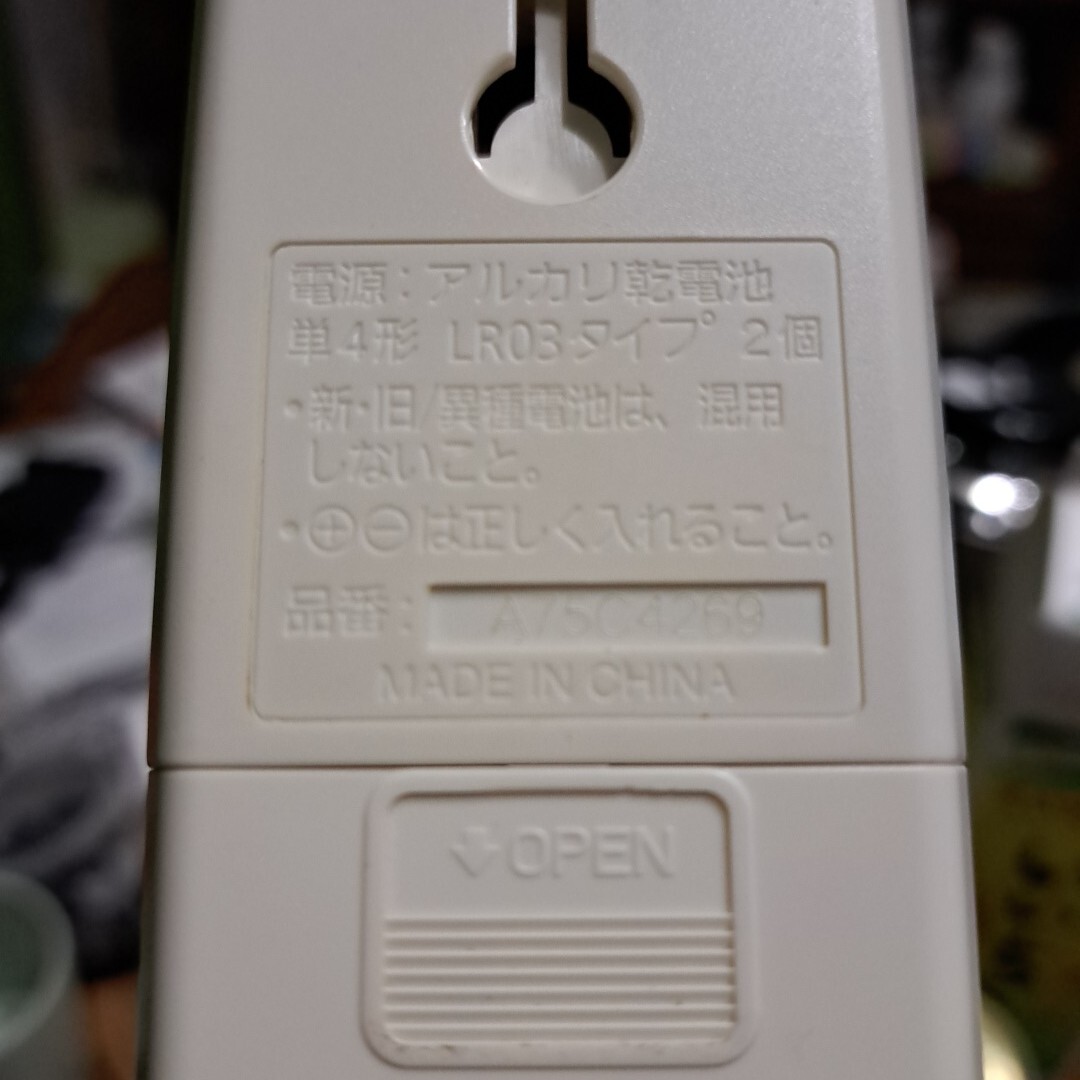 電源：アルカリ乾電池
単4形 LR03タイプ 2個
・新・旧/異種電池は、混用
しないこと。
・⊕⊖は正しく入れること。
品番： A75C4269
MADE IN CHINA
OPEN